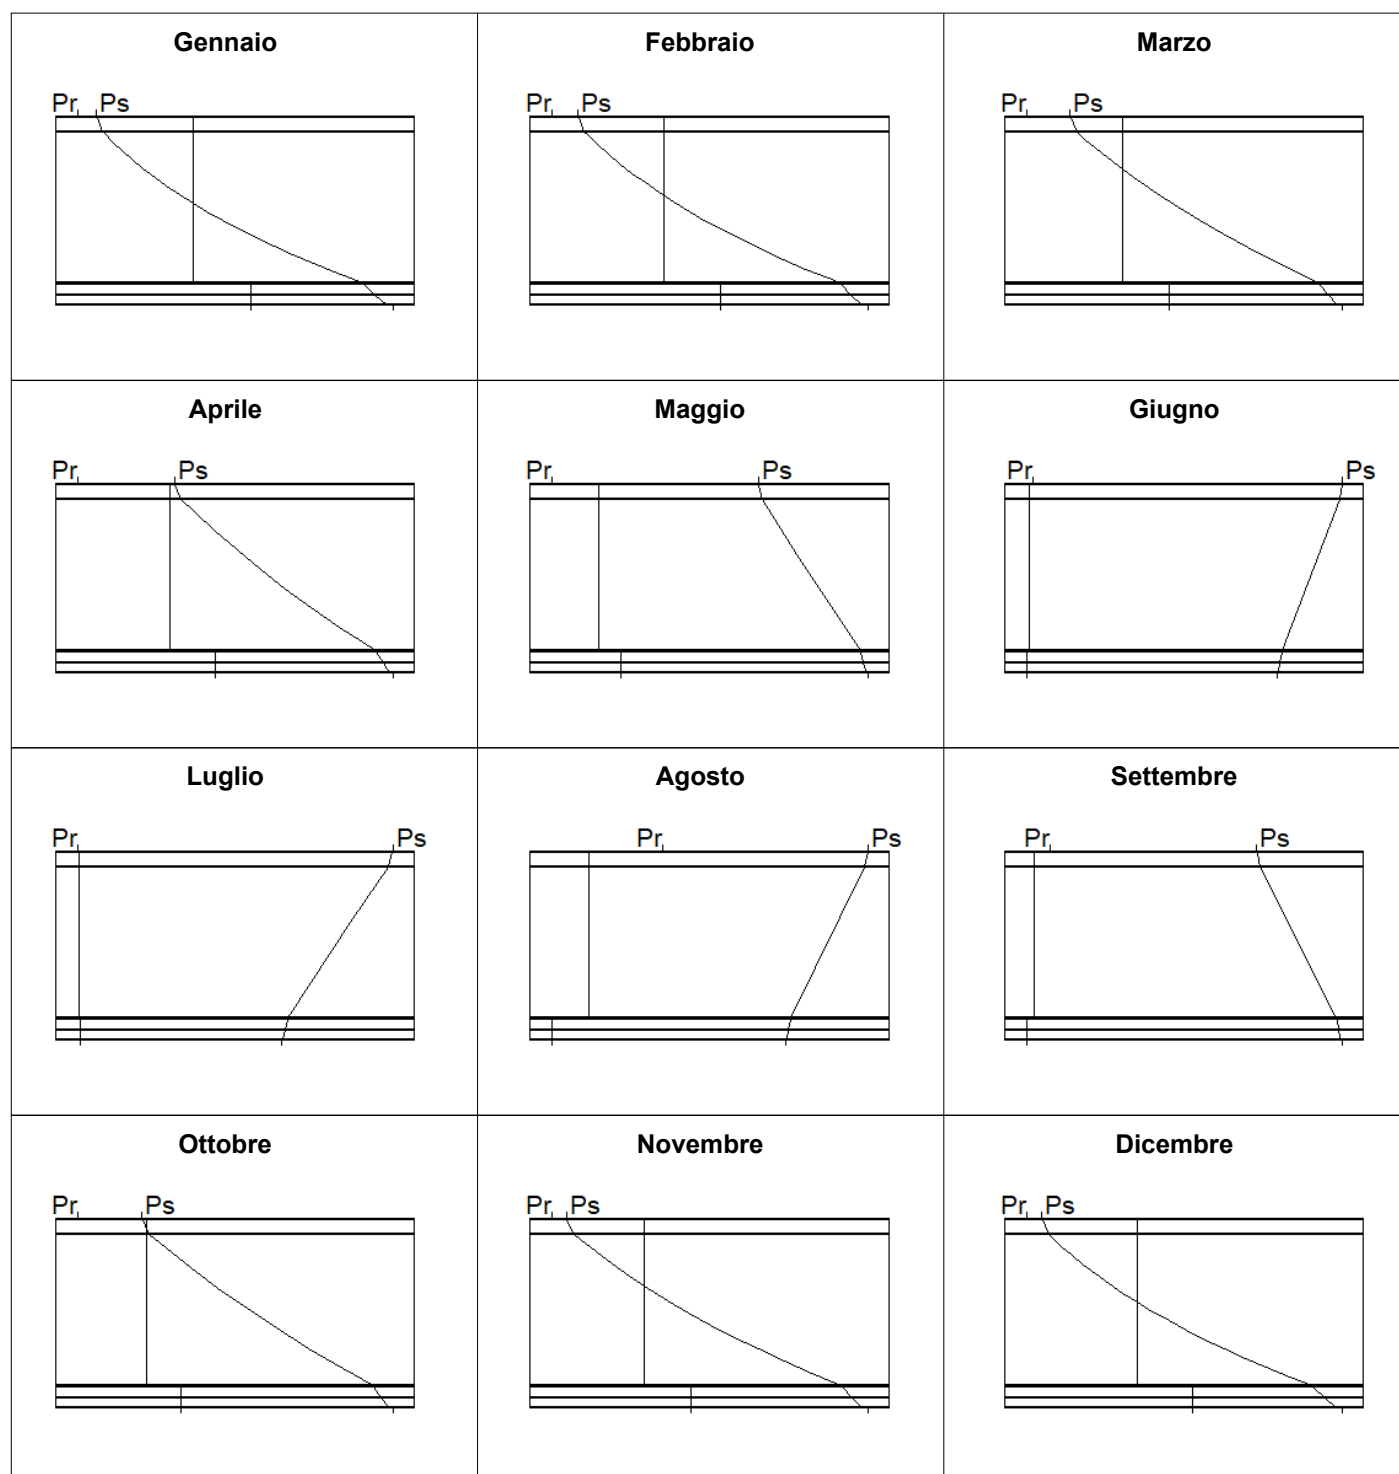 Gennaio Febbraio Marzo
Pr Ps Pr Ps Pr Ps
Aprile Maggio Giugno
Pr Ps Pr Ps Pr Ps
Luglio Agosto Settembre
Pr Ps Pr Ps Pr Ps
Ottobre Novembre Dicembre
Pr Ps Pr Ps Pr Ps